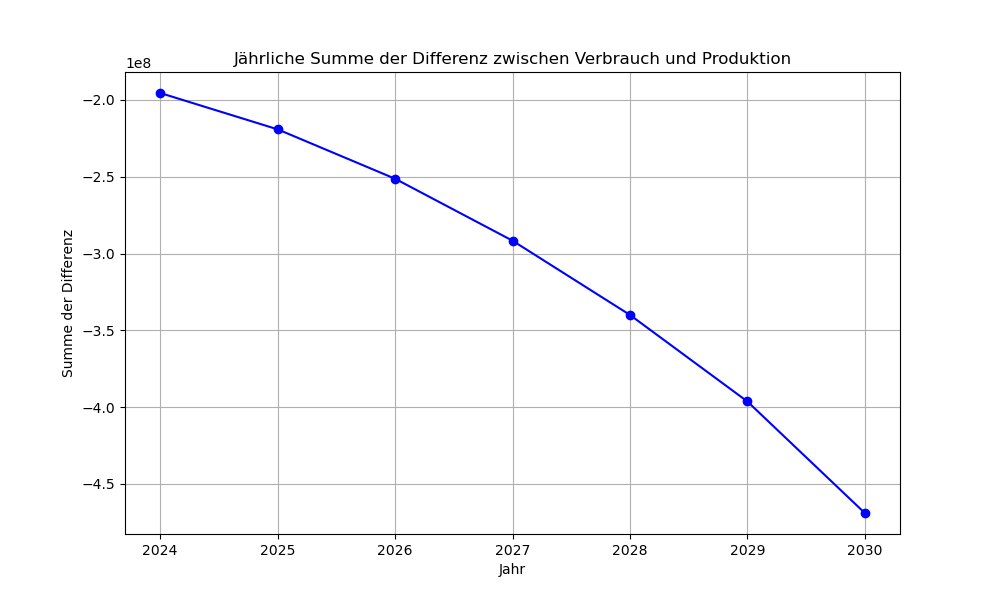 Jährliche Summe der Differenz zwischen Verbrauch und Produktion
1e8
−2.0
−2.5
−3.0
−3.5
−4.0
−4.5
Summe der Differenz
2024 2025 2026 2027 2028 2029 2030
Jahr